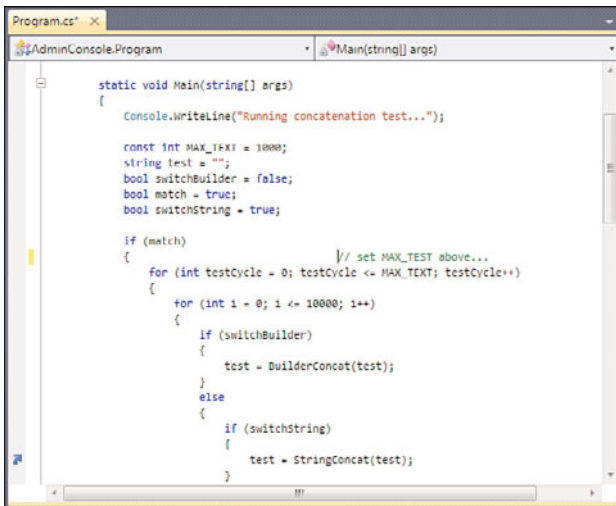 Program.cs*
AdminConsole.Program
Main(string[] args)
static void Main(string[] args)
{
Console.WriteLine("Running concatenation test...");
const int MAX_TEXT = 1000;
string test = "";
bool switchBuilder = false;
bool match = true;
bool switchString = true;
if (match)
{ // set MAX_TEST above...
for (int testCycle = 0; testCycle <= MAX_TEXT; testCycle++)
{
for (int i = 0; i <= 10000; i++)
{
if (switchBuilder)
{
test = BuilderConcat(test);
}
else
{
if (switchString)
{
test = StringConcat(test);
}